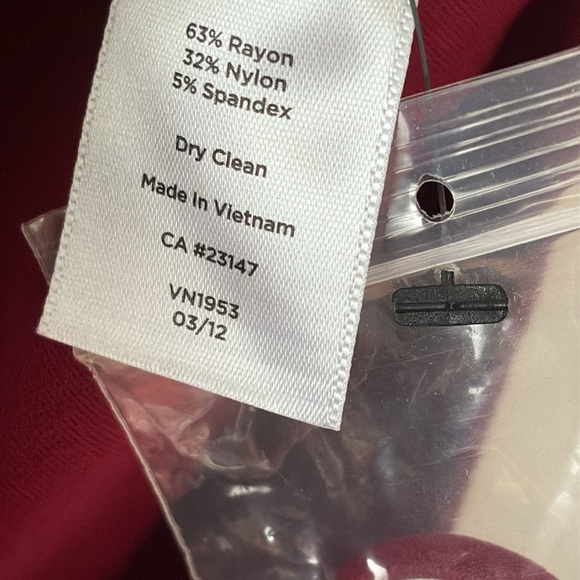 63% Rayon
32% Nylon
5% Spandex
Dry Clean
Made In Vietnam
CA #23147
VN1953
03/12